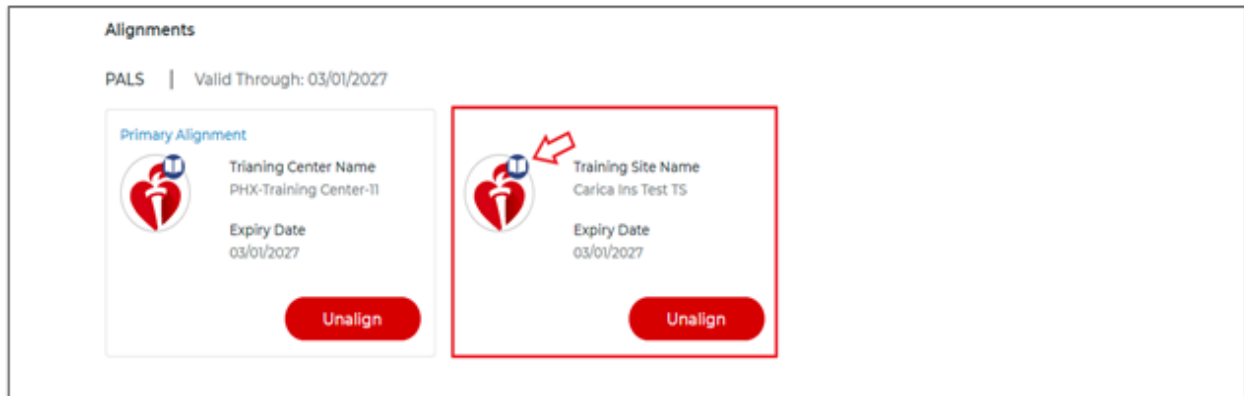 Alignments
PALS | Valid Through: 03/01/2027
Primary Alignment
Trianing Center Name
PHX-Training Center-11
Expiry Date
03/01/2027
Unalign
Training Site Name
Carica Ins Test TS
Expiry Date
03/01/2027
Unalign